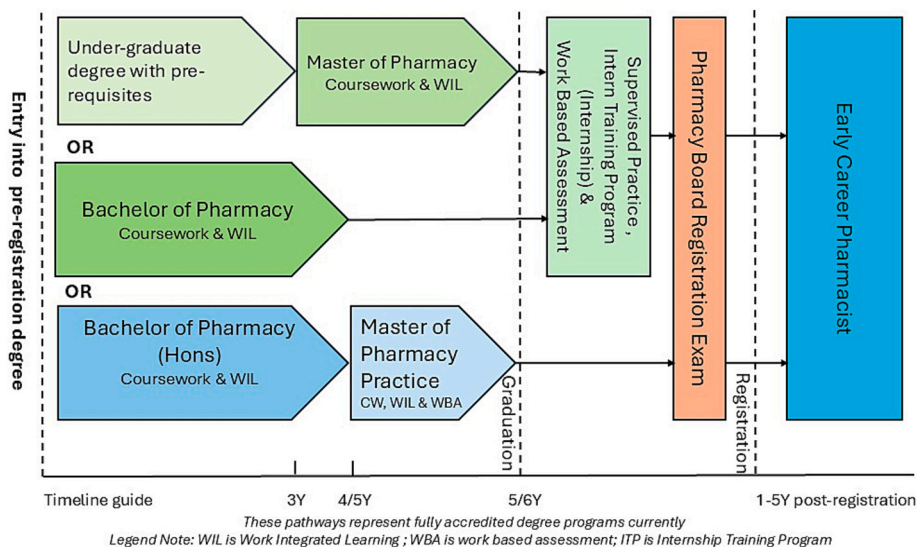 Entry into pre-registration degree
Under-graduate
degree with pre-
requisites
Master of Pharmacy
Coursework & WIL
OR
Bachelor of Pharmacy
Coursework & WIL
OR
Bachelor of Pharmacy
(Hons)
Coursework & WIL
Master of
Pharmacy
Practice
CW, WIL & WBA
Graduation
Supervised Practice ,
Intern Training Program
(Internship) &
Work Based Assessment
Pharmacy Board Registration Exam
Registration
Early Career Pharmacist
Timeline guide
3Y
4/5Y
5/6Y
1-5Y post-registration
These pathways represent fully accredited degree programs currently
Legend Note: WIL is Work Integrated Learning ; WBA is work based assessment; ITP is Internship Training Program